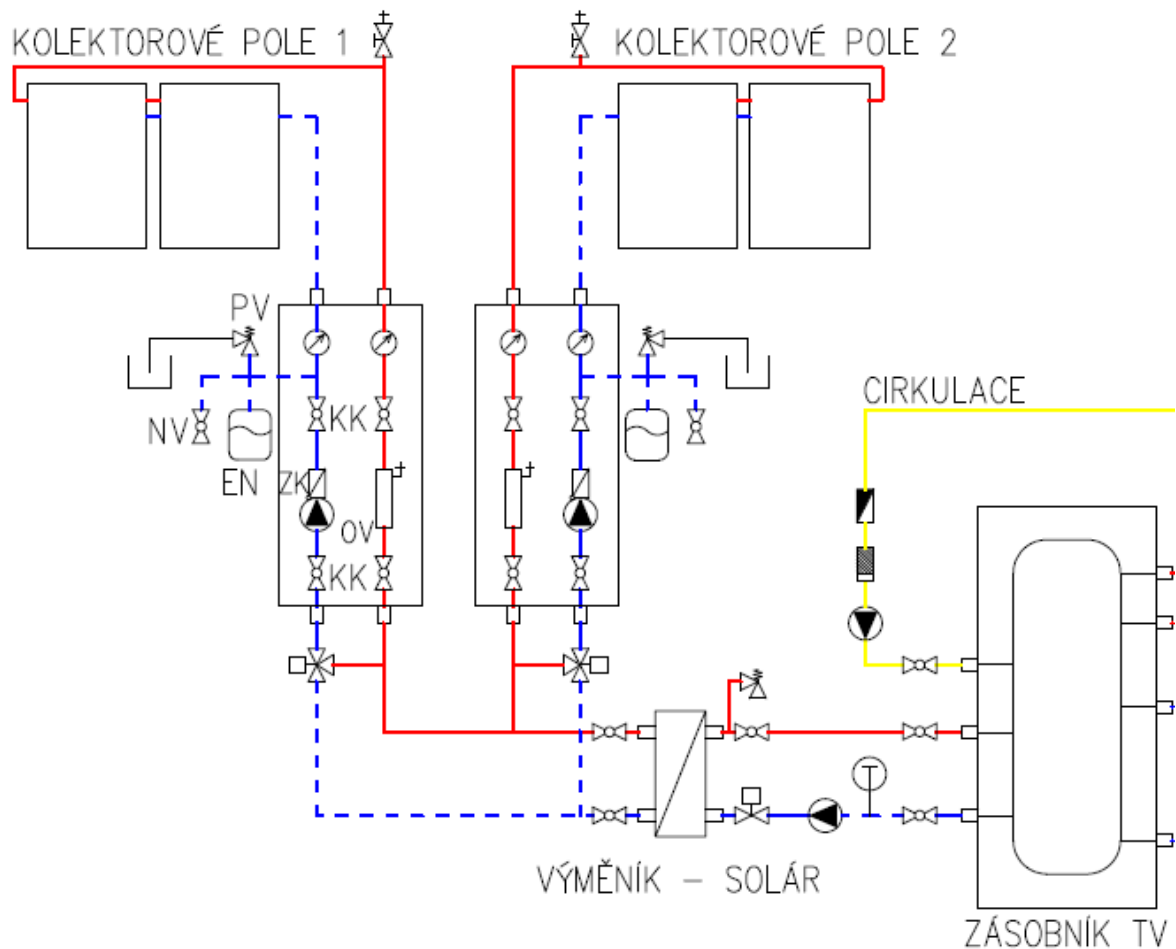 KOLEKTOROVÉ POLE 1
KOLEKTOROVÉ POLE 2
PV
NV
KK
EN
ZK
OV
KK
CIRKULACE
T
VÝMĚNÍK – SOLÁR
ZÁSOBNÍK TV